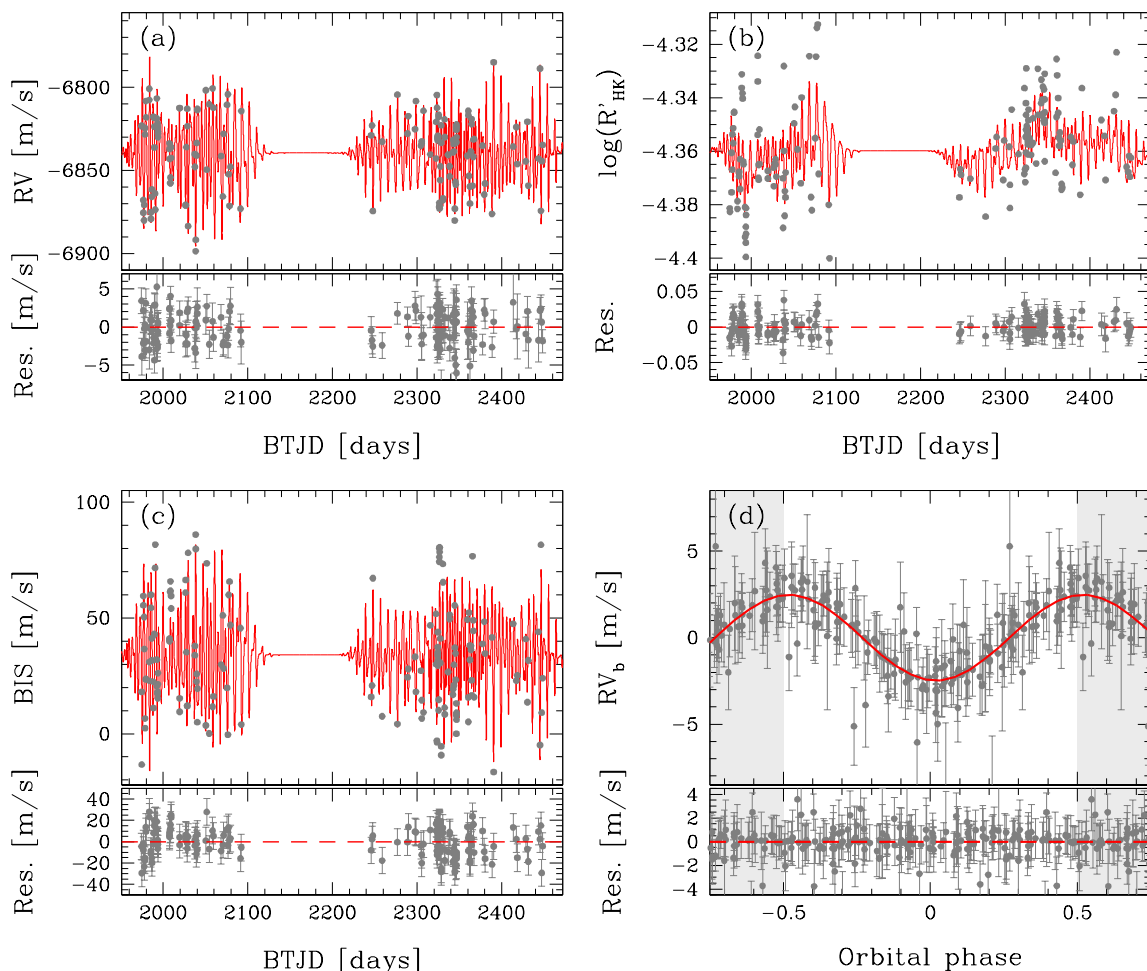 (a)
RV [m/s]
−6800
−6850
−6900
Res. [m/s]
5
0
−5
2000 2100 2200 2300 2400
BTJD [days]
(b)
log(R'HK)
−4.32
−4.34
−4.36
−4.38
−4.4
Res.
0.05
0
−0.05
2000 2100 2200 2300 2400
BTJD [days]
(c)
BIS [m/s]
100
50
0
Res. [m/s]
40
20
0
−20
−40
2000 2100 2200 2300 2400
BTJD [days]
(d)
RVb [m/s]
5
0
−5
Res. [m/s]
4
2
0
−2
−4
−0.5 0 0.5
Orbital phase